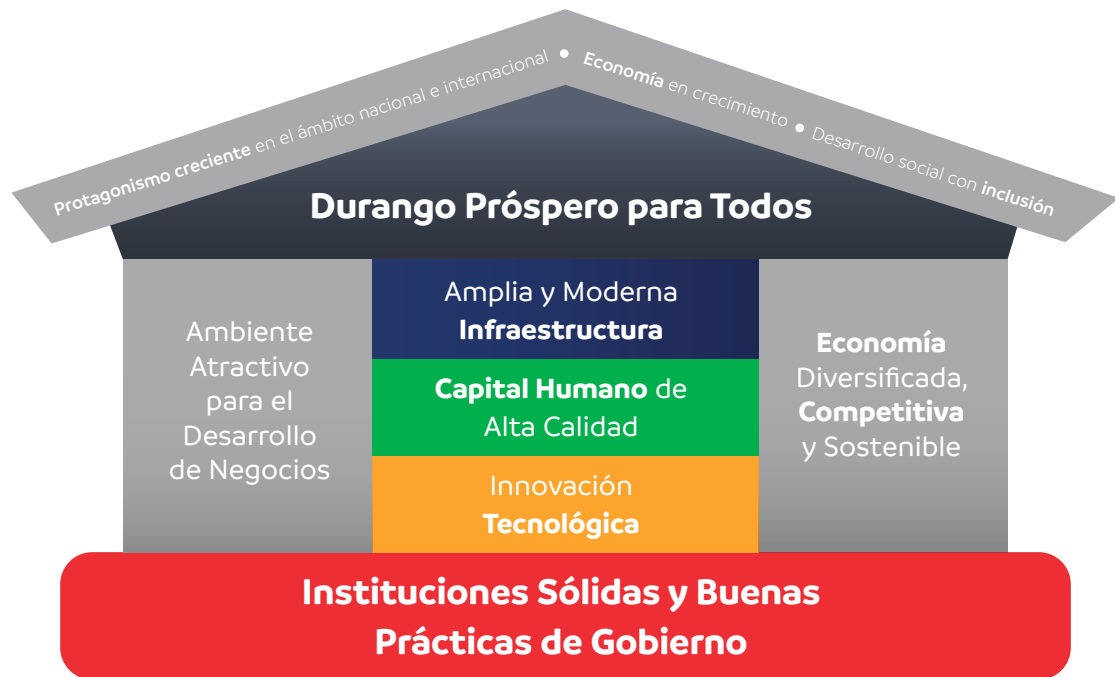 Protagonismo creciente en el ámbito nacional e internacional • Economía en crecimiento • Desarrollo social con inclusión
Durango Próspero para Todos
Ambiente
Atractivo
para el
Desarrollo
de Negocios
Amplia y Moderna
Infraestructura
Capital Humano de
Alta Calidad
Innovación
Tecnológica
Economía
Diversificada,
Competitiva
y Sostenible
Instituciones Sólidas y Buenas
Prácticas de Gobierno